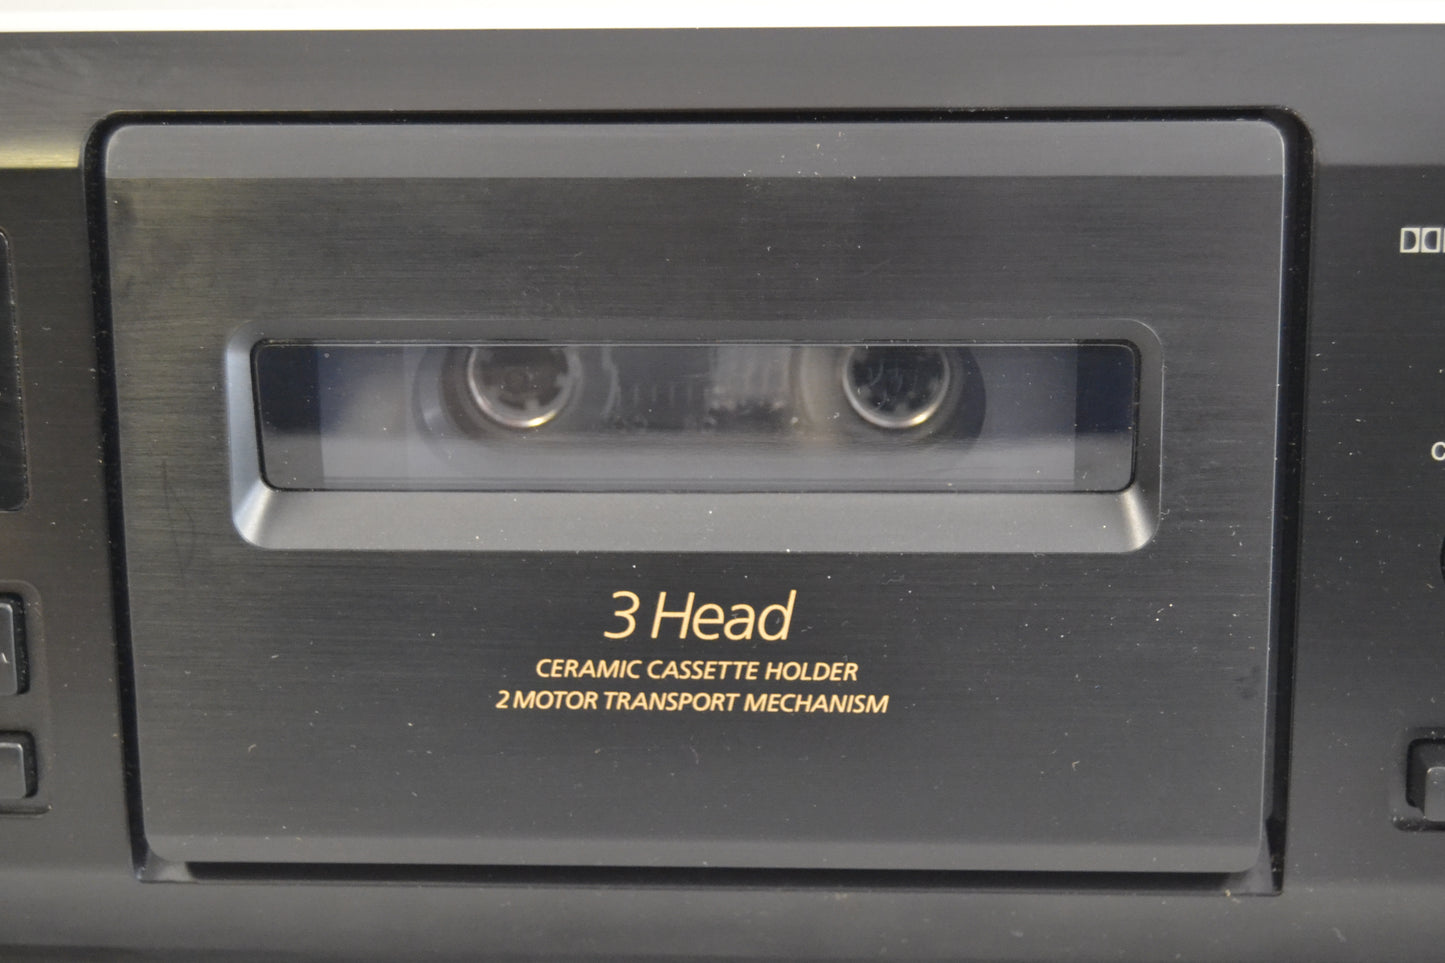 3 Head
CERAMIC CASSETTE HOLDER
2 MOTOR TRANSPORT MECHANISM